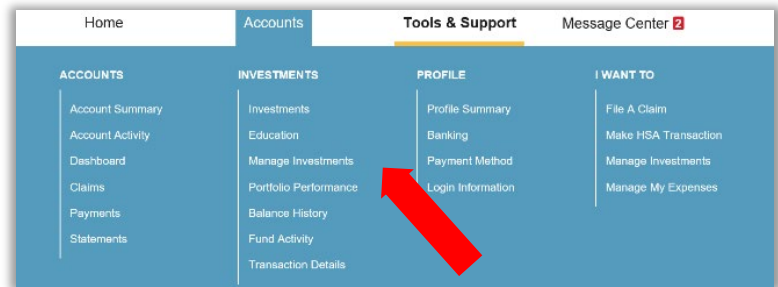 Home
Accounts
Tools & Support
Message Center 2
ACCOUNTS
Account Summary
Account Activity
Dashboard
Claims
Payments
Statements
INVESTMENTS
Investments
Education
Manage Investments
Portfolio Performance
Balance History
Fund Activity
Transaction Details
PROFILE
Profile Summary
Banking
Payment Method
Login Information
I WANT TO
File A Claim
Make HSA Transaction
Manage Investments
Manage My Expenses